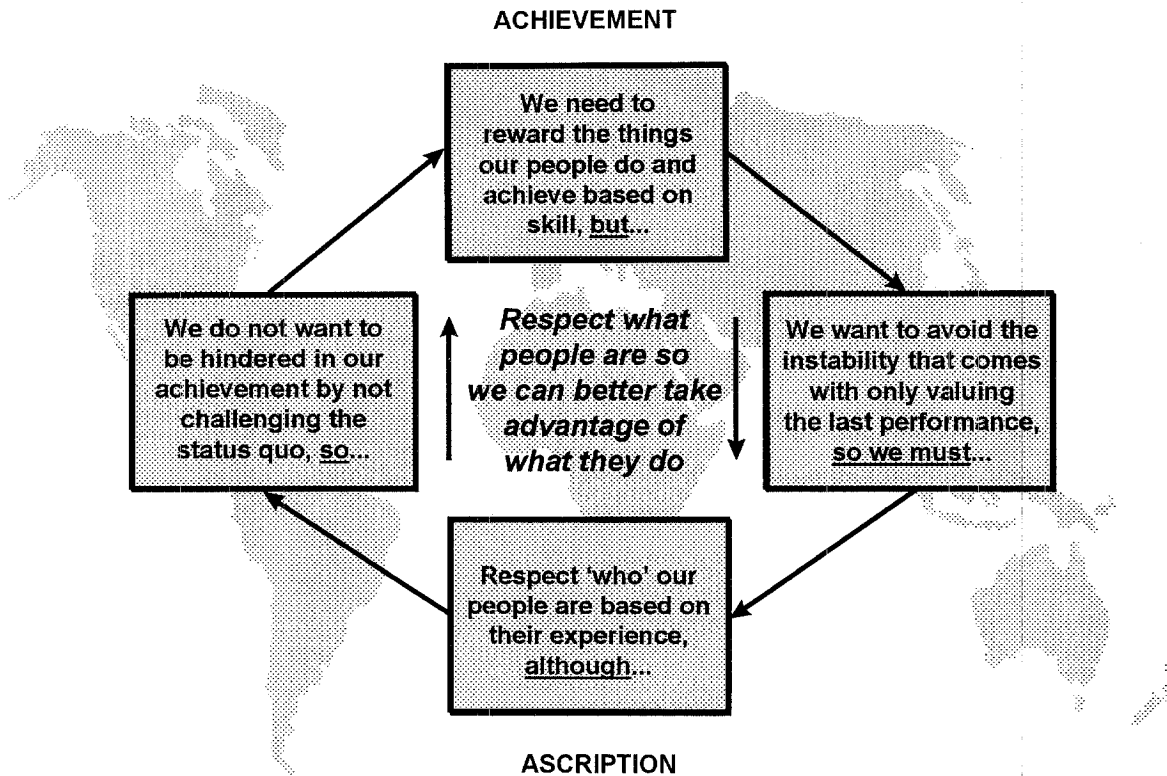 ACHIEVEMENT
We need to
reward the things
our people do and
achieve based on
skill, but...
We do not want to
be hindered in our
achievement by not
challenging the
status quo, so...
Respect what
people are so
we can better take
advantage of
what they do
We want to avoid the
instability that comes
with only valuing
the last performance,
so we must...
Respect ‘who’ our
people are based on
their experience,
although...
ASCRIPTION